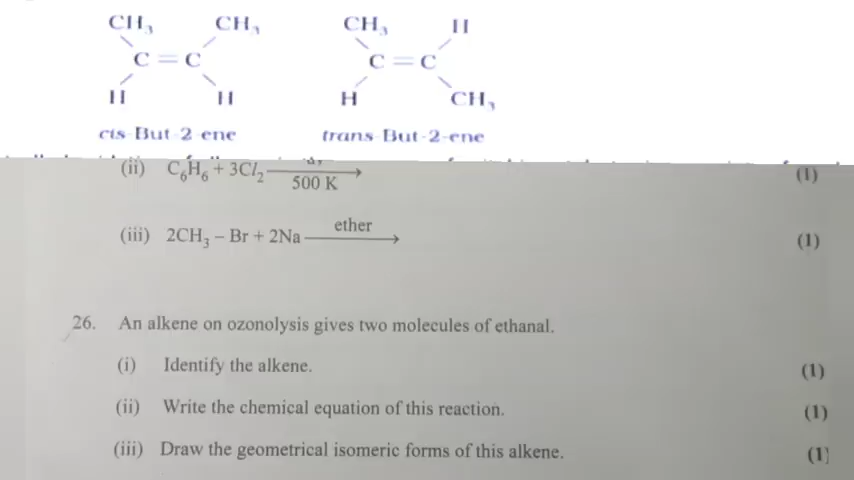 CH₃ CH₃ CH₃ H
C = C C = C
H H H CH₃
cis-But-2-ene trans-But-2-ene
(ii) C₆H₆ + 3Cl₂ 500 K (1)
ether
(iii) 2CH₃ – Br + 2Na (1)
26. An alkene on ozonolysis gives two molecules of ethanal.
(i) Identify the alkene. (1)
(ii) Write the chemical equation of this reaction. (1)
(iii) Draw the geometrical isomeric forms of this alkene. (1)